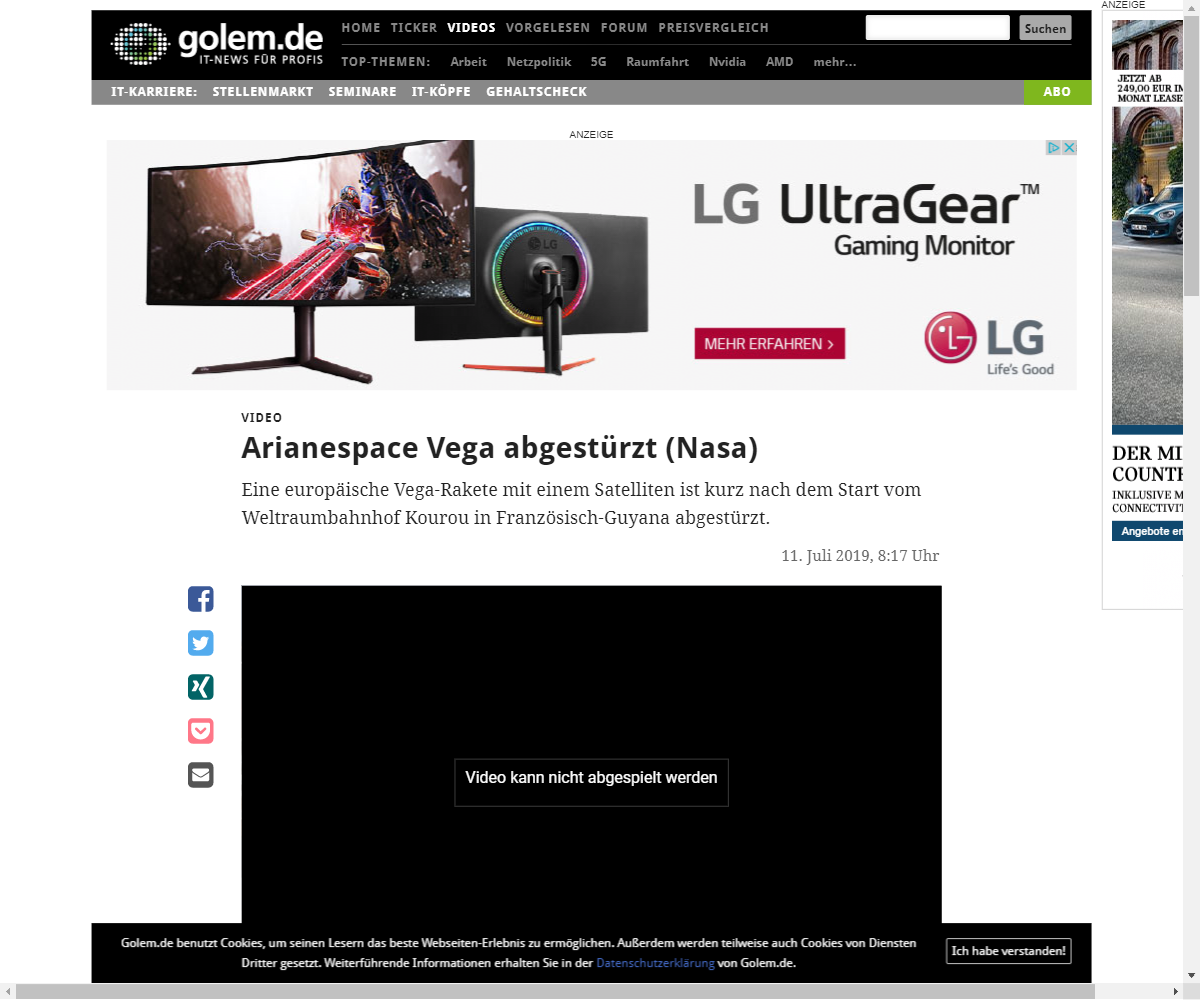 ANZEIGE
golem.de
IT-NEWS FÜR PROFIS
HOME TICKER VIDEOS VORGELESEN FORUM PREISVERGLEICH
Suchen
TOP-THEMEN: Arbeit Netzpolitik 5G Raumfahrt Nvidia AMD mehr...
IT-KARRIERE: STELLENMARKT SEMINARE IT-KÖPFE GEHALTSCHECK
ABO
JETZT AB
249,00 EUR IM
MONAT LEASE
ANZEIGE
LG UltraGear™
Gaming Monitor
LG
MEHR ERFAHREN >
LG
Life's Good
VIDEO
Arianespace Vega abgestürzt (Nasa)
Eine europäische Vega-Rakete mit einem Satelliten ist kurz nach dem Start vom
Weltraumbahnhof Kourou in Französisch-Guyana abgestürzt.
11. Juli 2019, 8:17 Uhr
DER MI
COUNT
INKLUSIVE M
CONNECTIVIT
Angebote en
Video kann nicht abgespielt werden
Golem.de benutzt Cookies, um seinen Lesern das beste Webseiten-Erlebnis zu ermöglichen. Außerdem werden teilweise auch Cookies von Diensten
Dritter gesetzt. Weiterführende Informationen erhalten Sie in der Datenschutzerklärung von Golem.de.
Ich habe verstanden!